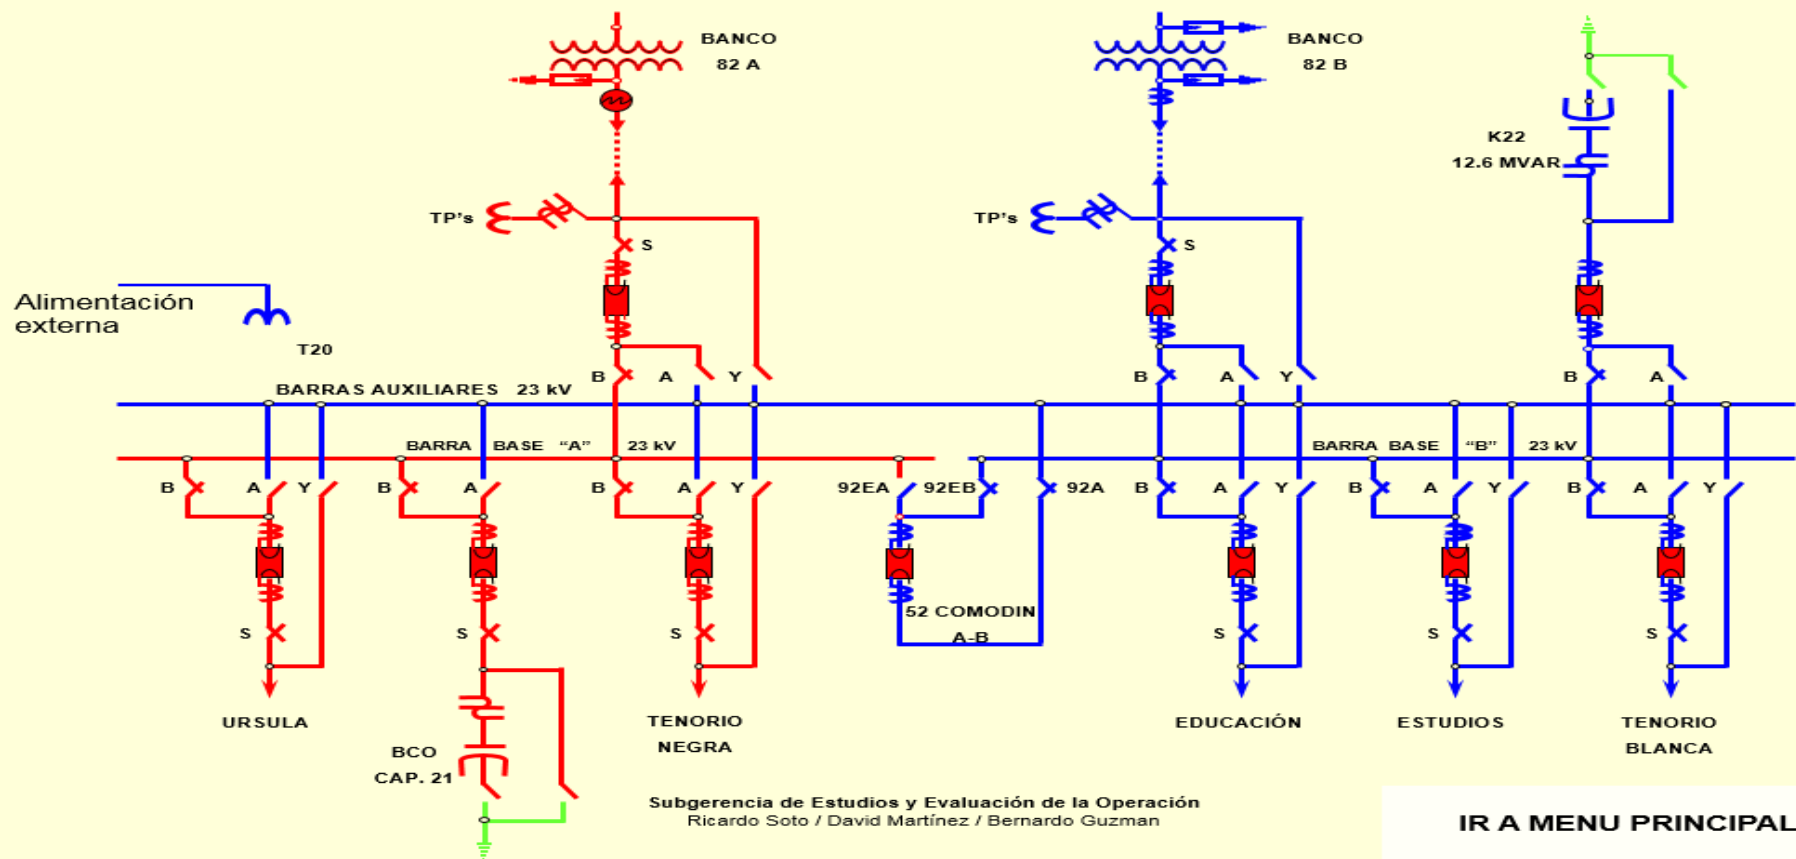 BANCO
82 A
BANCO
82 B
K22
12.6 MVAR
TP's
S
TP's
S
Alimentación
externa
T20
B A Y
B A Y
B A
BARRAS AUXILIARES 23 kV
BARRA BASE "A" 23 kV
BARRA BASE "B" 23 kV
B A Y B A B A Y 92EA 92EB 92A B A Y B A Y B A Y
52 COMODIN
A-B
S S S S S S
URSULA
TENORIO
NEGRA
EDUCACIÓN
ESTUDIOS
TENORIO
BLANCA
BCO
CAP. 21
Subgerencia de Estudios y Evaluación de la Operación
Ricardo Soto / David Martínez / Bernardo Guzman
IR A MENU PRINCIPAL